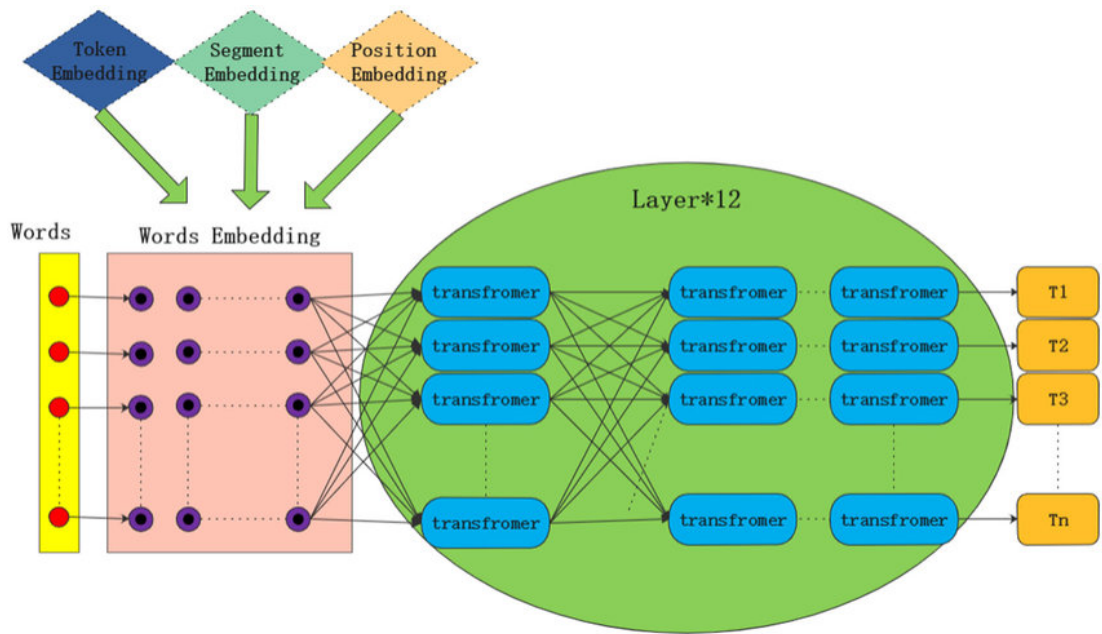 Token
Embedding
Segment
Embedding
Position
Embedding
Layer*12
Words
Words Embedding
transfromer
transfromer
transfromer
T1
transfromer
transfromer
transfromer
T2
transfromer
transfromer
transfromer
T3
transfromer
transfromer
transfromer
Tn